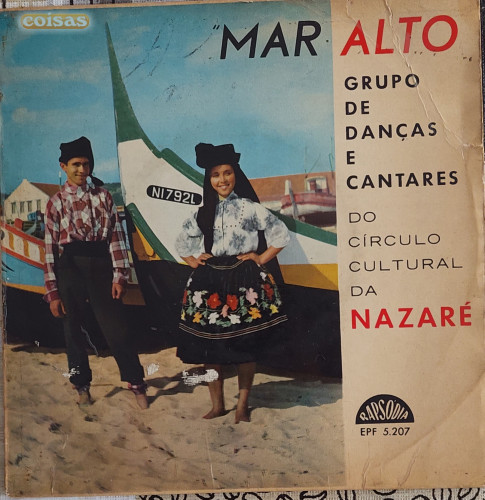 coisas
"MAR ALTO
GRUPO
DE
DANÇAS
E
CANTARES
DO
CÍRCULO
CULTURAL
DA
NAZARÉ
NI792L
RAPSÓDIA
EPF 5.207